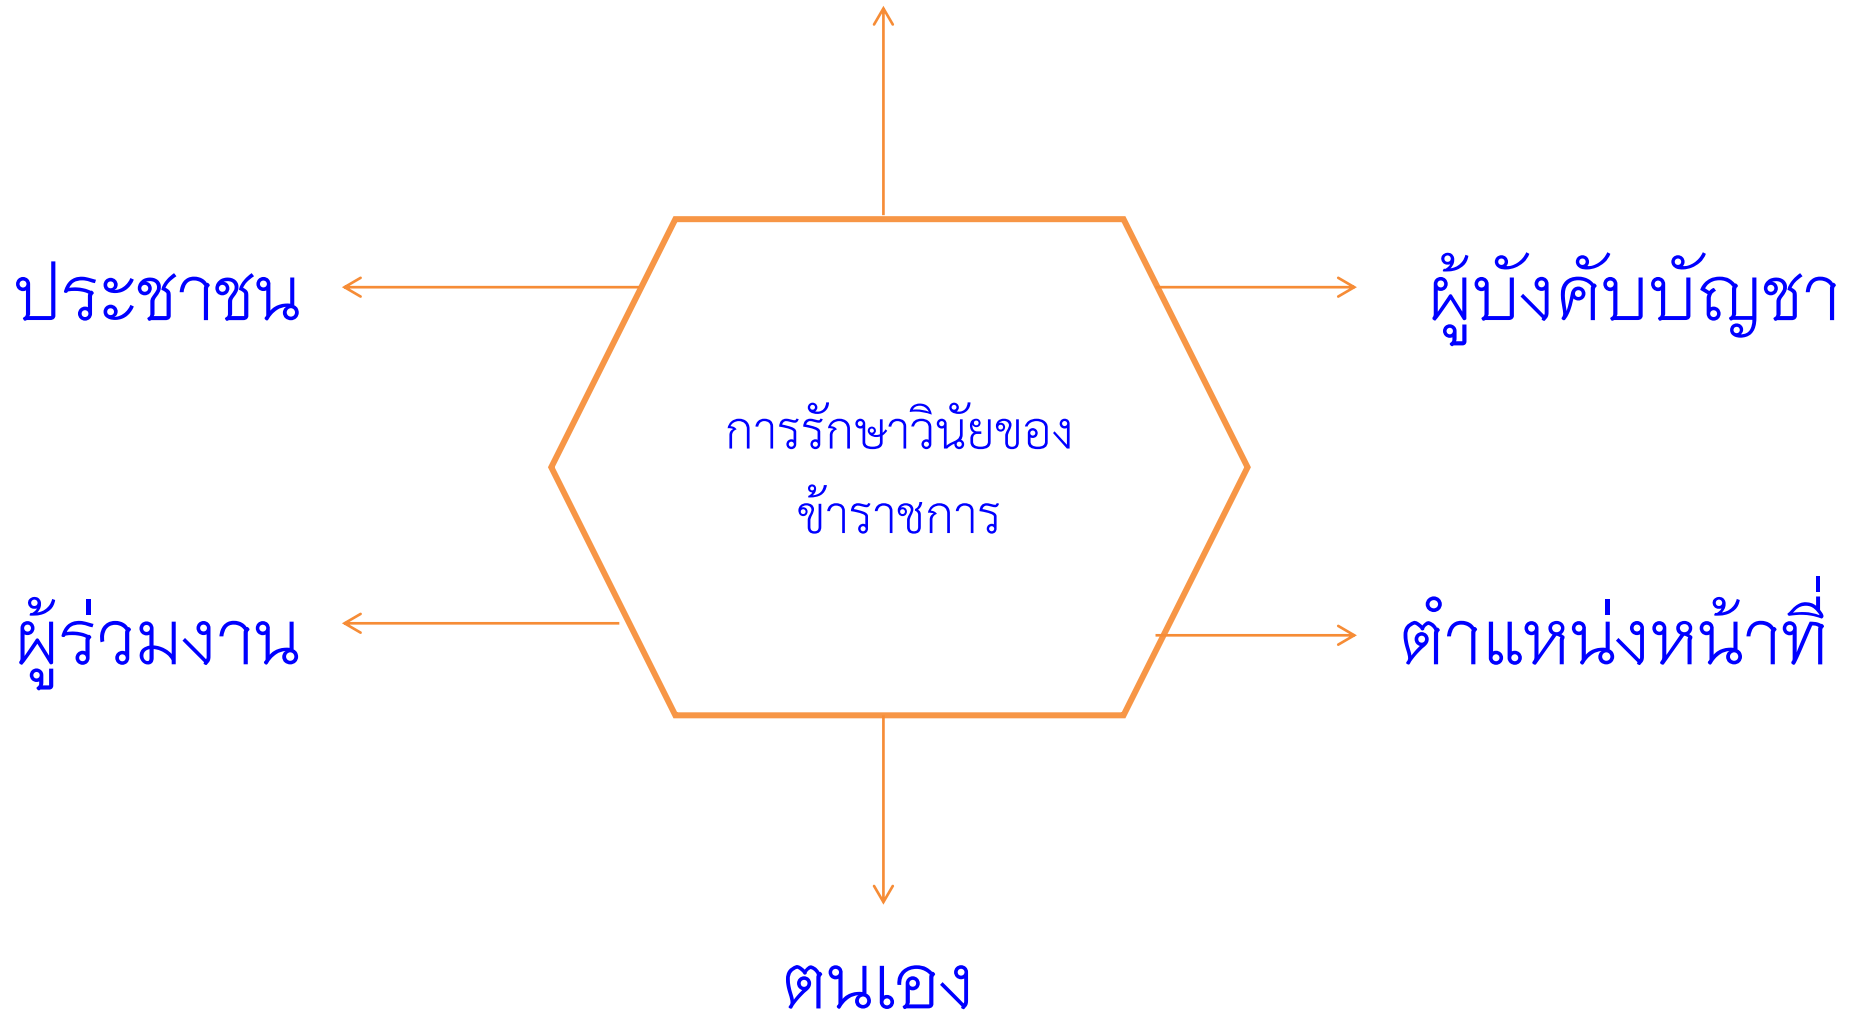 ประชาชน
ผู้บังคับบัญชา
การรักษาวินัยของ
ข้าราชการ
ผู้ร่วมงาน
ตำแหน่งหน้าที่
ตนเอง